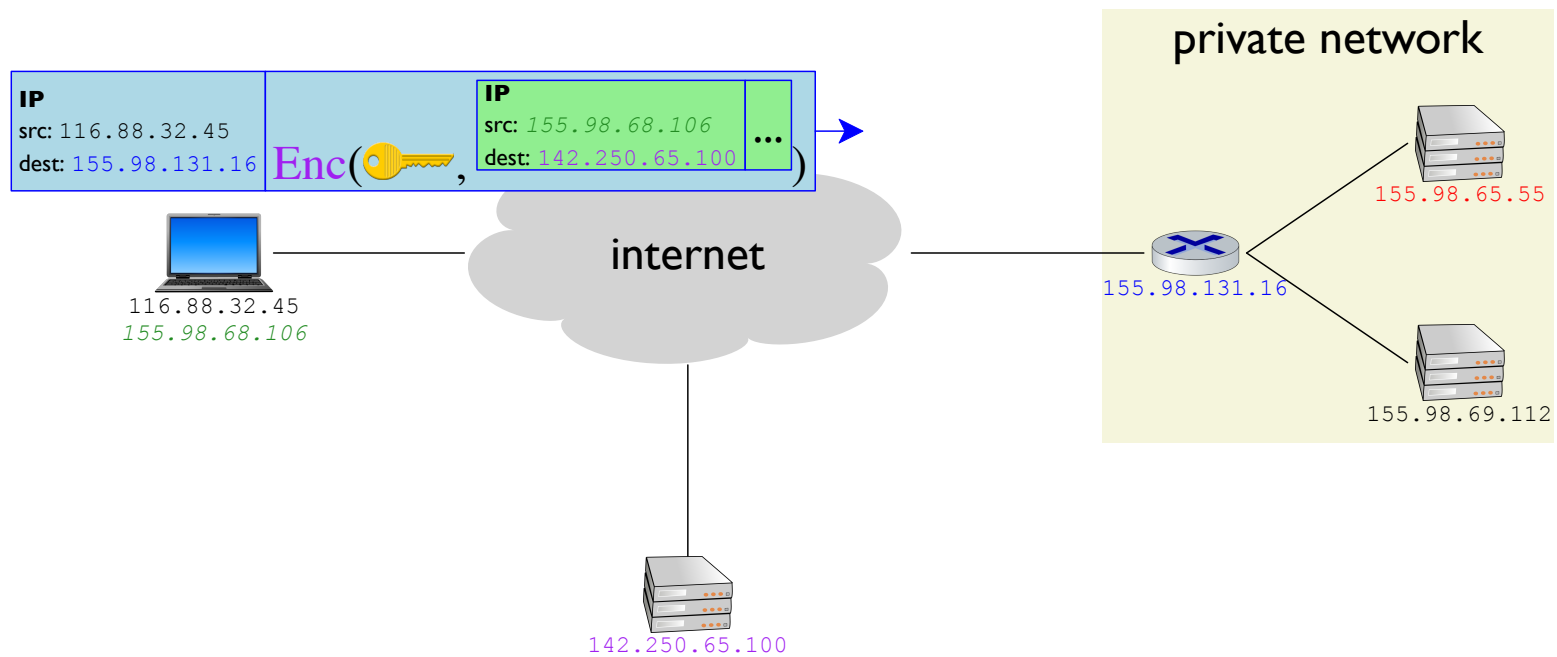 private network
IP
src: 116.88.32.45
dest: 155.98.131.16
Enc( ,
IP
src: 155.98.68.106
dest: 142.250.65.100
...
)
155.98.65.55
internet
116.88.32.45
155.98.68.106
155.98.131.16
155.98.69.112
142.250.65.100